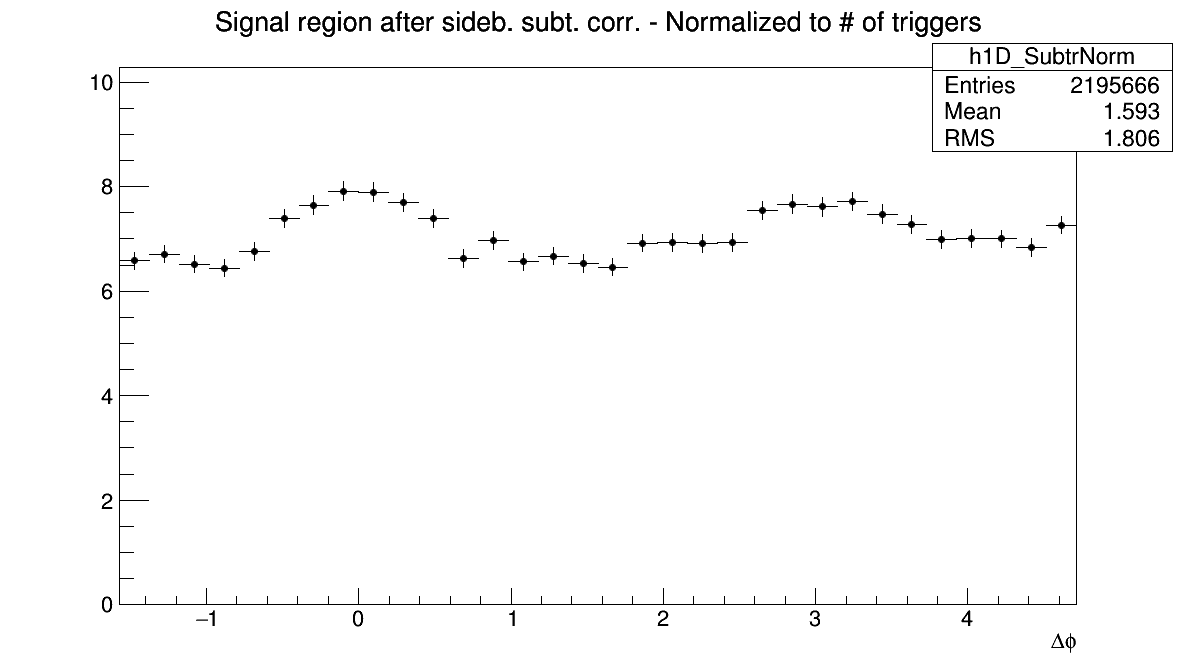 Signal region after sideb. subt. corr. - Normalized to # of triggers
h1D_SubtrNorm
Entries 2195666
Mean 1.593
RMS 1.806
10
8
6
4
2
0
−1 0 1 2 3 4
Δϕ